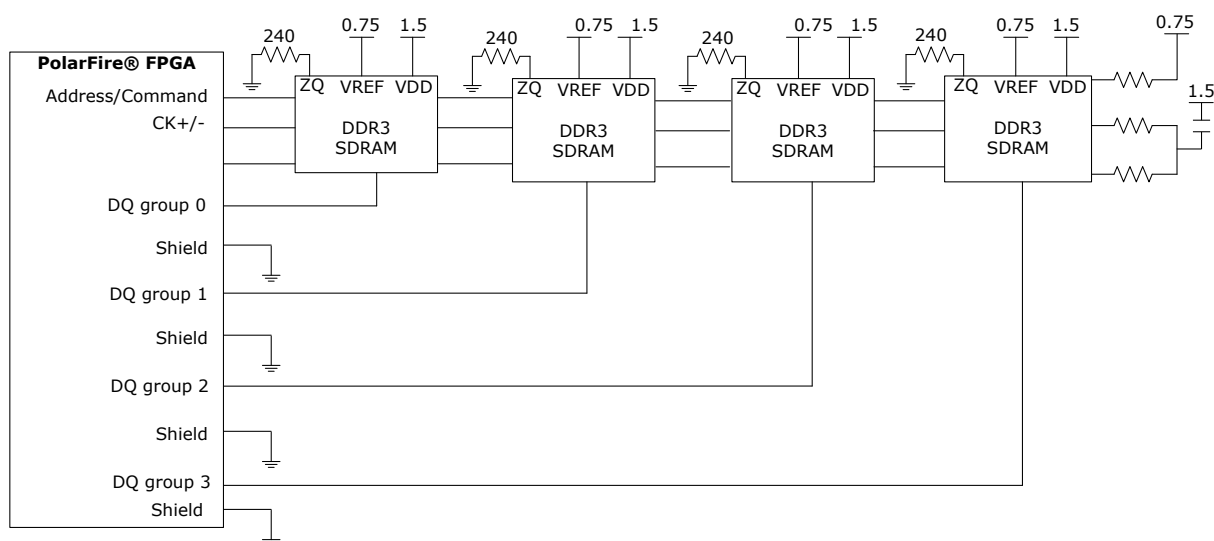 0.75 1.5
0.75 1.5
0.75 1.5
0.75 1.5
0.75
240
240
240
240
PolarFire® FPGA
ZQ VREF VDD
ZQ VREF VDD
ZQ VREF VDD
ZQ VREF VDD
1.5
Address/Command
CK+/-
DDR3
SDRAM
DDR3
SDRAM
DDR3
SDRAM
DDR3
SDRAM
DQ group 0
Shield
DQ group 1
Shield
DQ group 2
Shield
DQ group 3
Shield